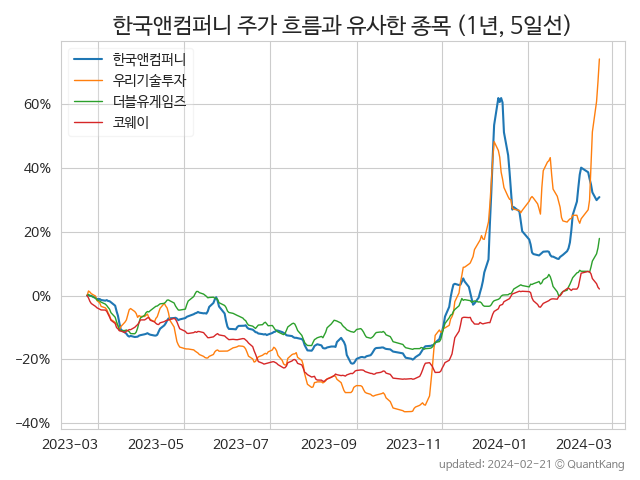 한국앤컴퍼니 주가 흐름과 유사한 종목 (1년, 5일선)
한국앤컴퍼니
우리기술투자
더블유게임즈
코웨이
60%
40%
20%
0%
−20%
−40%
2023-03 2023-05 2023-07 2023-09 2023-11 2024-01 2024-03
updated: 2024-02-21 © QuantKang